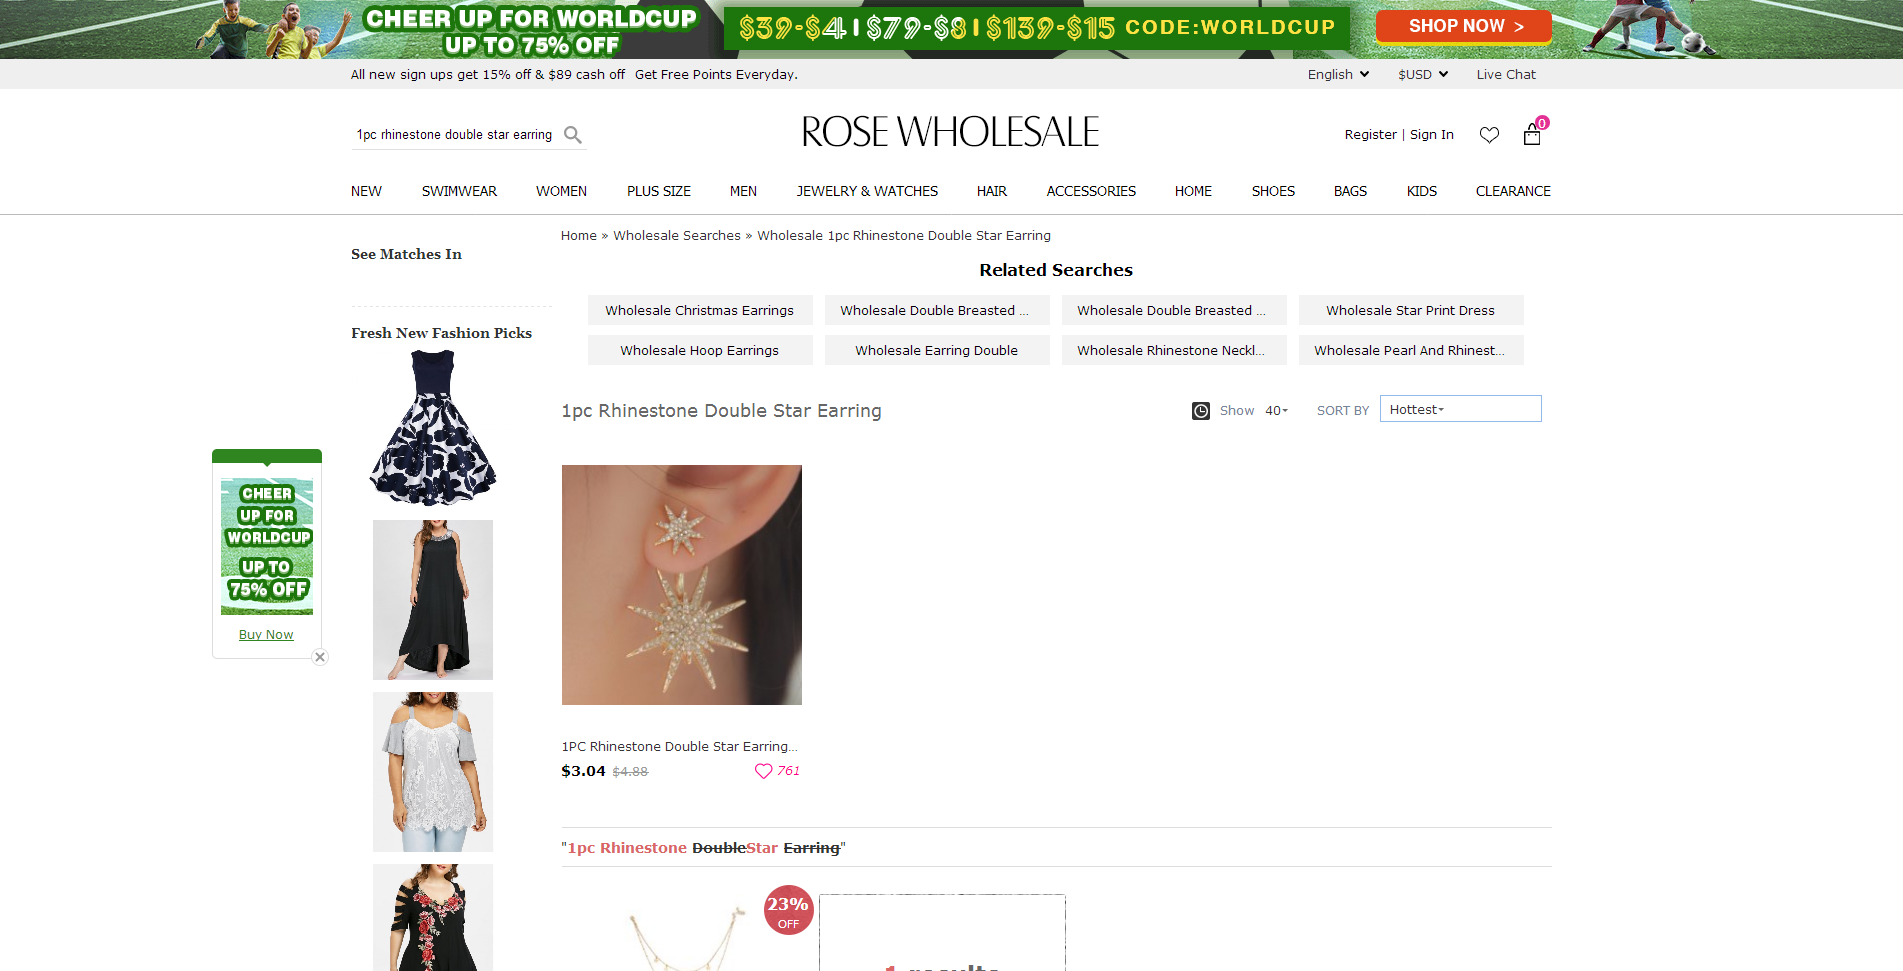 CHEER UP FOR WORLDCUP
UP TO 75% OFF
$39-$4 | $79-$8 | $139-$15 CODE:WORLDCUP
SHOP NOW >
All new sign ups get 15% off & $89 cash off Get Free Points Everyday.
English $USD Live Chat
1pc rhinestone double star earring
ROSE WHOLESALE
Register | Sign In
0
NEW SWIMWEAR WOMEN PLUS SIZE MEN JEWELRY & WATCHES HAIR ACCESSORIES HOME SHOES BAGS KIDS CLEARANCE
Home » Wholesale Searches » Wholesale 1pc Rhinestone Double Star Earring
See Matches In
Related Searches
Wholesale Christmas Earrings Wholesale Double Breasted ... Wholesale Double Breasted ... Wholesale Star Print Dress
Wholesale Hoop Earrings Wholesale Earring Double Wholesale Rhinestone Neckl... Wholesale Pearl And Rhinest...
Fresh New Fashion Picks
1pc Rhinestone Double Star Earring
Show 40 SORT BY Hottest
CHEER
UP FOR
WORLDCUP
UP TO
75% OFF
Buy Now
1PC Rhinestone Double Star Earring...
$3.04 $4.88 761
"1pc Rhinestone DoubleStar Earring"
23%
OFF
1 results